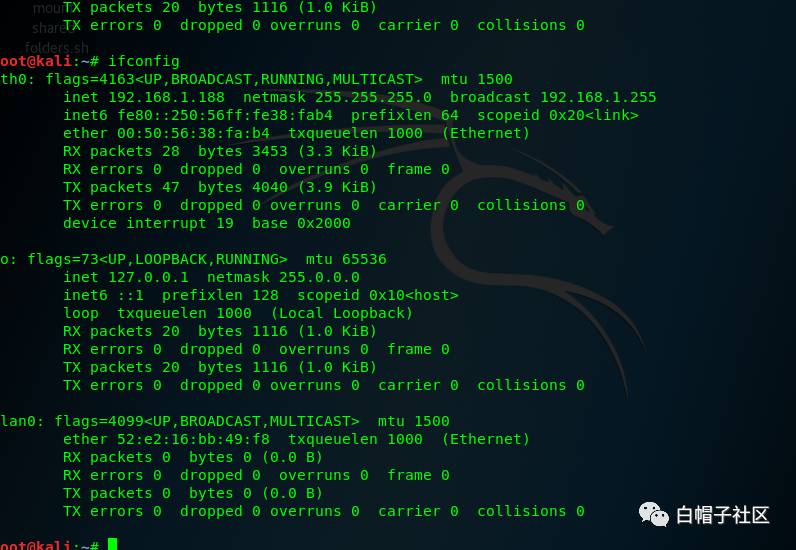 TX packets 20  bytes 1116 (1.0 KiB)
TX errors 0  dropped 0 overruns 0  carrier 0  collisions 0
mount
share
folders.sh
oot@kali:~# ifconfig
th0: flags=4163<UP,BROADCAST,RUNNING,MULTICAST>  mtu 1500
inet 192.168.1.188  netmask 255.255.255.0  broadcast 192.168.1.255
inet6 fe80::250:56ff:fe38:fab4  prefixlen 64  scopeid 0x20<link>
ether 00:50:56:38:fa:b4  txqueuelen 1000  (Ethernet)
RX packets 28  bytes 3453 (3.3 KiB)
RX errors 0  dropped 0  overruns 0  frame 0
TX packets 47  bytes 4040 (3.9 KiB)
TX errors 0  dropped 0 overruns 0  carrier 0  collisions 0
device interrupt 19  base 0x2000
o: flags=73<UP,LOOPBACK,RUNNING>  mtu 65536
inet 127.0.0.1  netmask 255.0.0.0
inet6 ::1  prefixlen 128  scopeid 0x10<host>
loop  txqueuelen 1000  (Local Loopback)
RX packets 20  bytes 1116 (1.0 KiB)
RX errors 0  dropped 0  overruns 0  frame 0
TX packets 20  bytes 1116 (1.0 KiB)
TX errors 0  dropped 0 overruns 0  carrier 0  collisions 0
lan0: flags=4099<UP,BROADCAST,MULTICAST>  mtu 1500
ether 52:e2:16:bb:49:f8  txqueuelen 1000  (Ethernet)
RX packets 0  bytes 0 (0.0 B)
RX errors 0  dropped 0  overruns 0  frame 0
TX packets 0  bytes 0 (0.0 B)
TX errors 0  dropped 0 overruns 0  carrier 0  collisions 0
oot@kali:~#
白帽子社区